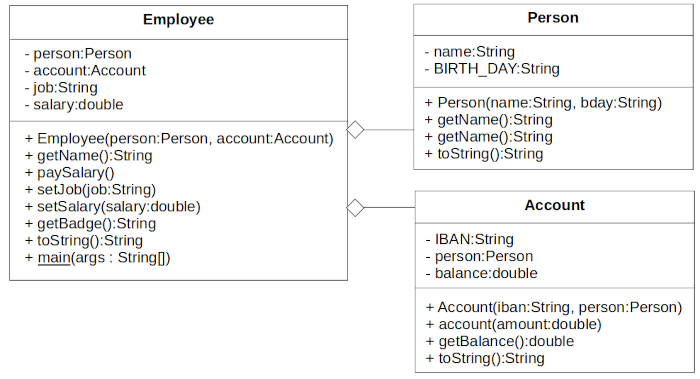 Employee
- person:Person
- account:Account
- job:String
- salary:double
+ Employee(person:Person, account:Account)
+ getName():String
+ paySalary()
+ setJob(job:String)
+ setSalary(salary:double)
+ getBadge():String
+ toString():String
+ main(args : String[])
Person
- name:String
- BIRTH_DAY:String
+ Person(name:String, bday:String)
+ getName():String
+ getName():String
+ toString():String
Account
- IBAN:String
- person:Person
- balance:double
+ Account(iban:String, person:Person)
+ account(amount:double)
+ getBalance():double
+ toString():String